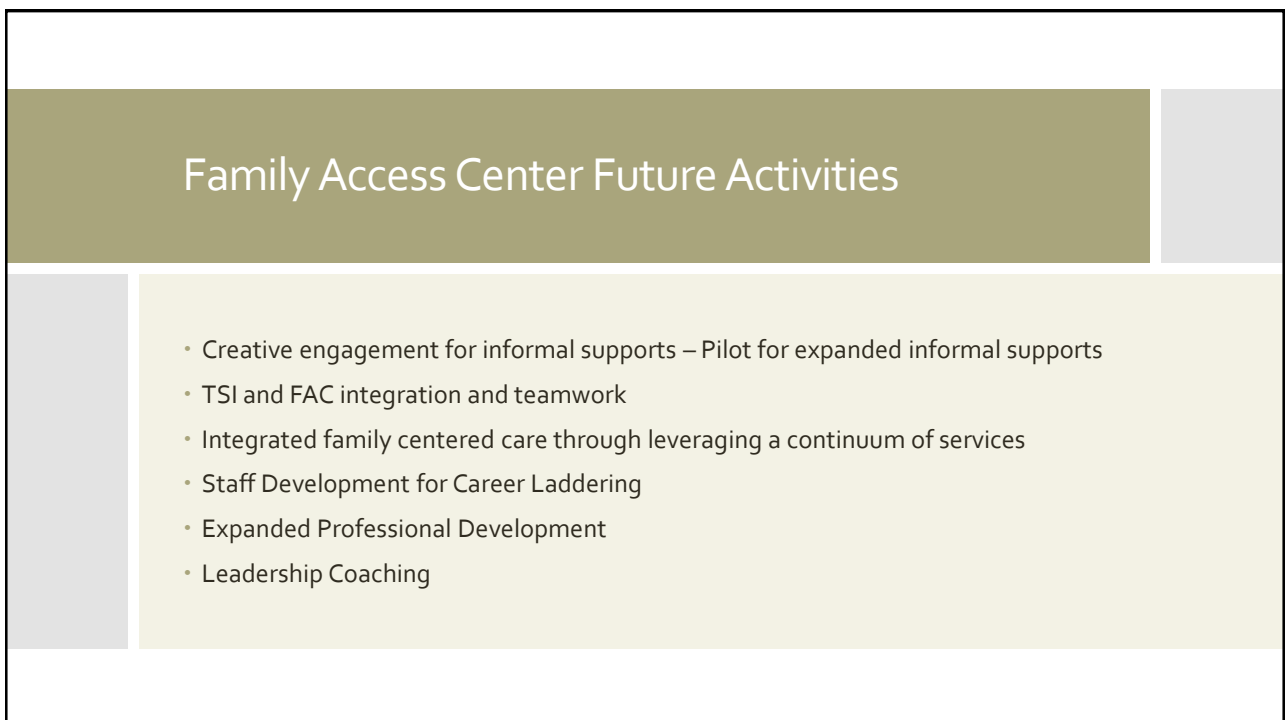 Family Access Center Future Activities
• Creative engagement for informal supports – Pilot for expanded informal supports
• TSI and FAC integration and teamwork
• Integrated family centered care through leveraging a continuum of services
• Staff Development for Career Laddering
• Expanded Professional Development
• Leadership Coaching